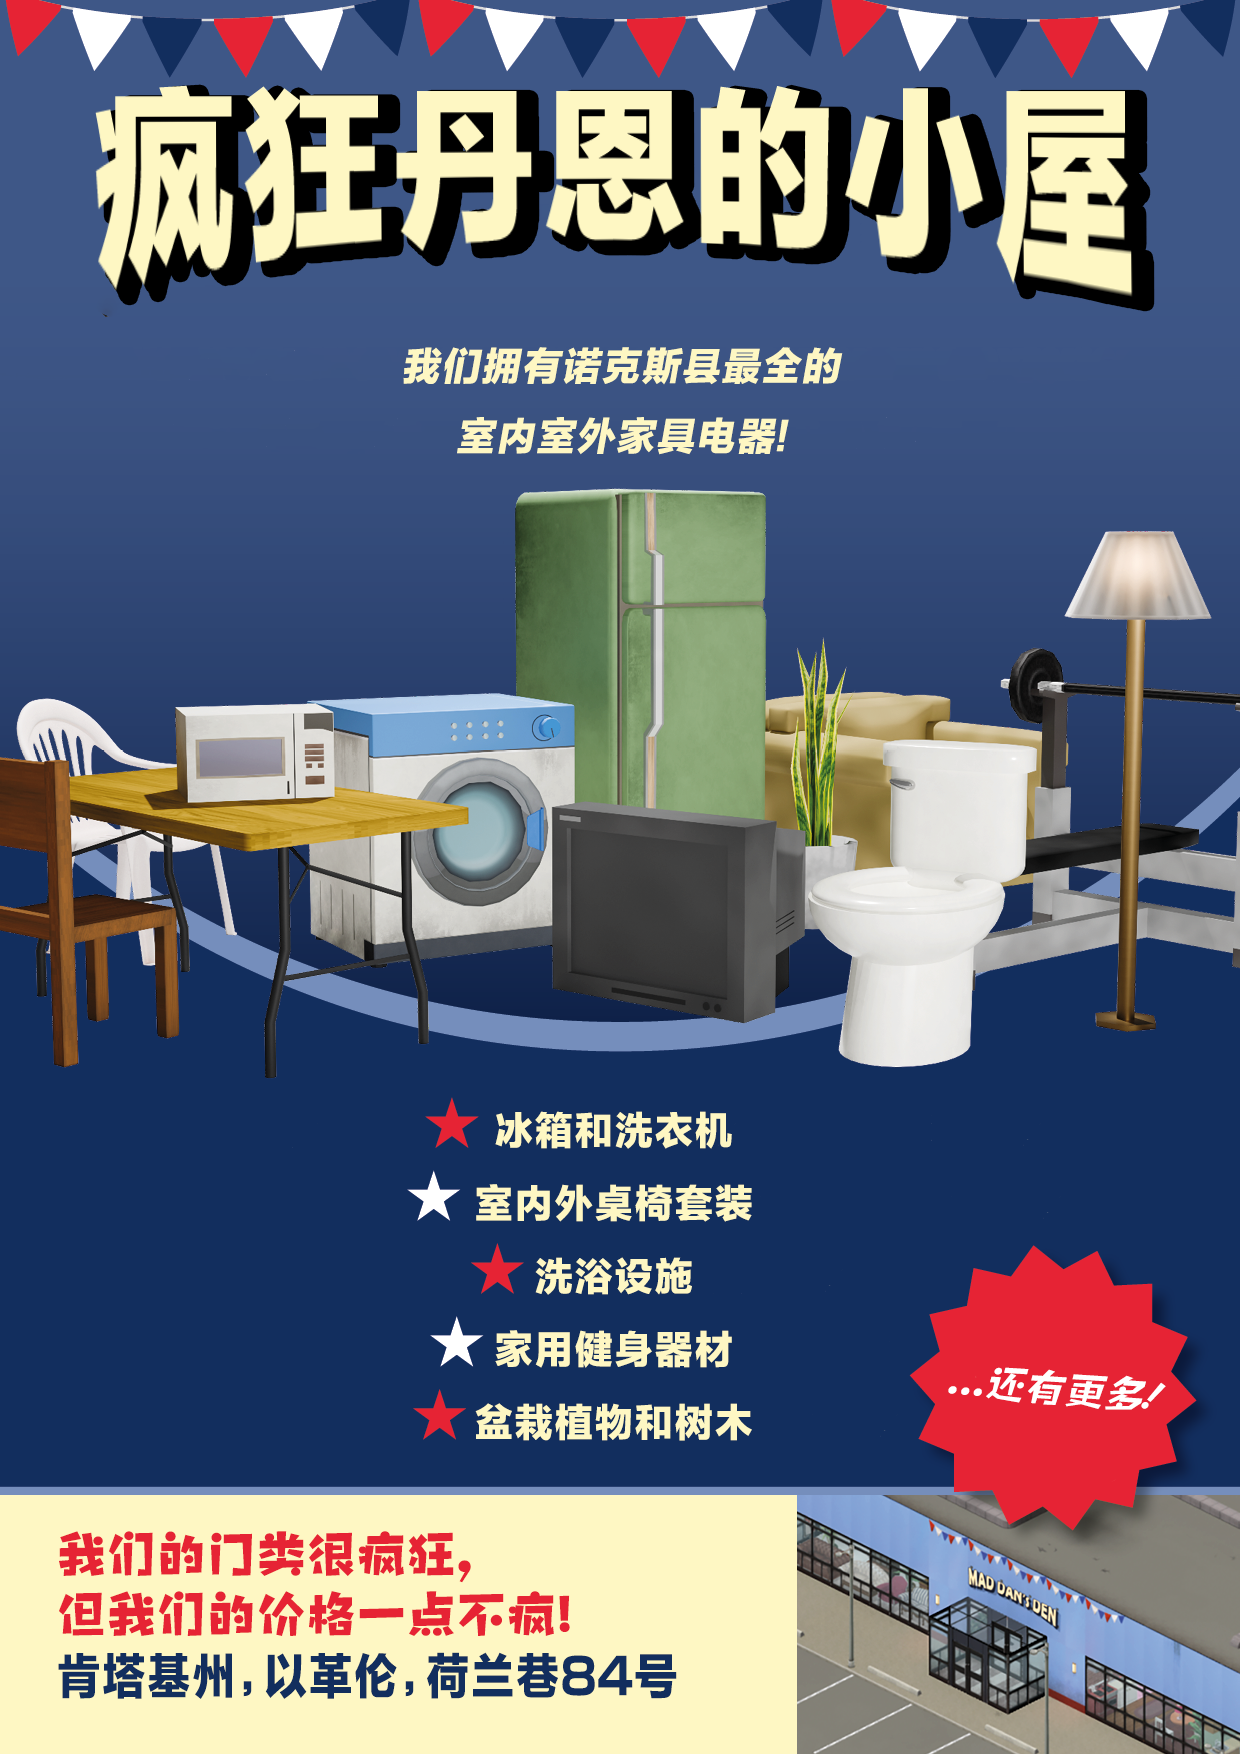 疯狂丹恩的小屋
我们拥有诺克斯县最全的
室内室外家具电器!
冰箱和洗衣机
室内外桌椅套装
洗浴设施
家用健身器材
盆栽植物和树木
...还有更多!
我们的门类很疯狂,
但我们的价格一点不疯!
肯塔基州,以革伦,荷兰巷84号
MAD DAN'S DEN